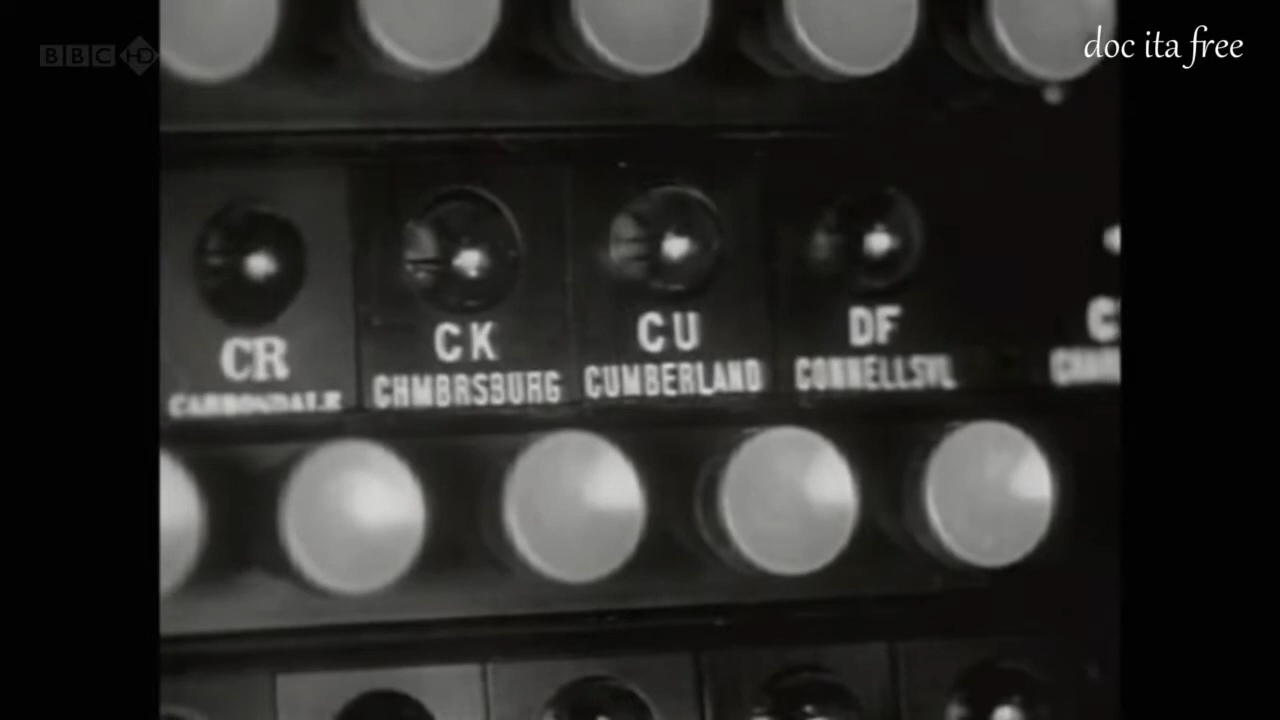 BBC HD
doc ita free
CR
CARBONDALE
CK
CHMBRSBURG
CU
CUMBERLAND
DF
CONNELLSVL